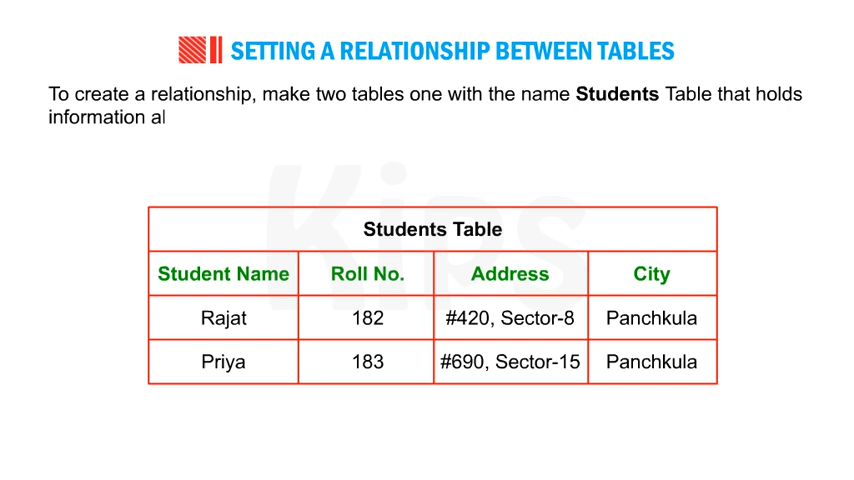 SETTING A RELATIONSHIP BETWEEN TABLES
To create a relationship, make two tables one with the name Students Table that holds
information al
Kips
Students Table
Student Name Roll No. Address City
Rajat 182 #420, Sector-8 Panchkula
Priya 183 #690, Sector-15 Panchkula